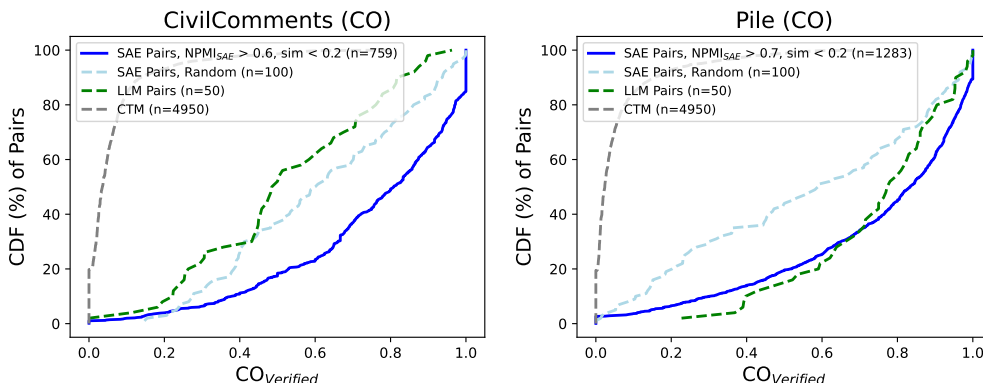 CivilComments (CO)
CDF (%) of Pairs
100
80
60
40
20
0
SAE Pairs, NPMI_SAE > 0.6, sim < 0.2 (n=759)
SAE Pairs, Random (n=100)
LLM Pairs (n=50)
CTM (n=4950)
0.0 0.2 0.4 0.6 0.8 1.0
CO_Verified
Pile (CO)
CDF (%) of Pairs
100
80
60
40
20
0
SAE Pairs, NPMI_SAE > 0.7, sim < 0.2 (n=1283)
SAE Pairs, Random (n=100)
LLM Pairs (n=50)
CTM (n=4950)
0.0 0.2 0.4 0.6 0.8 1.0
CO_Verified